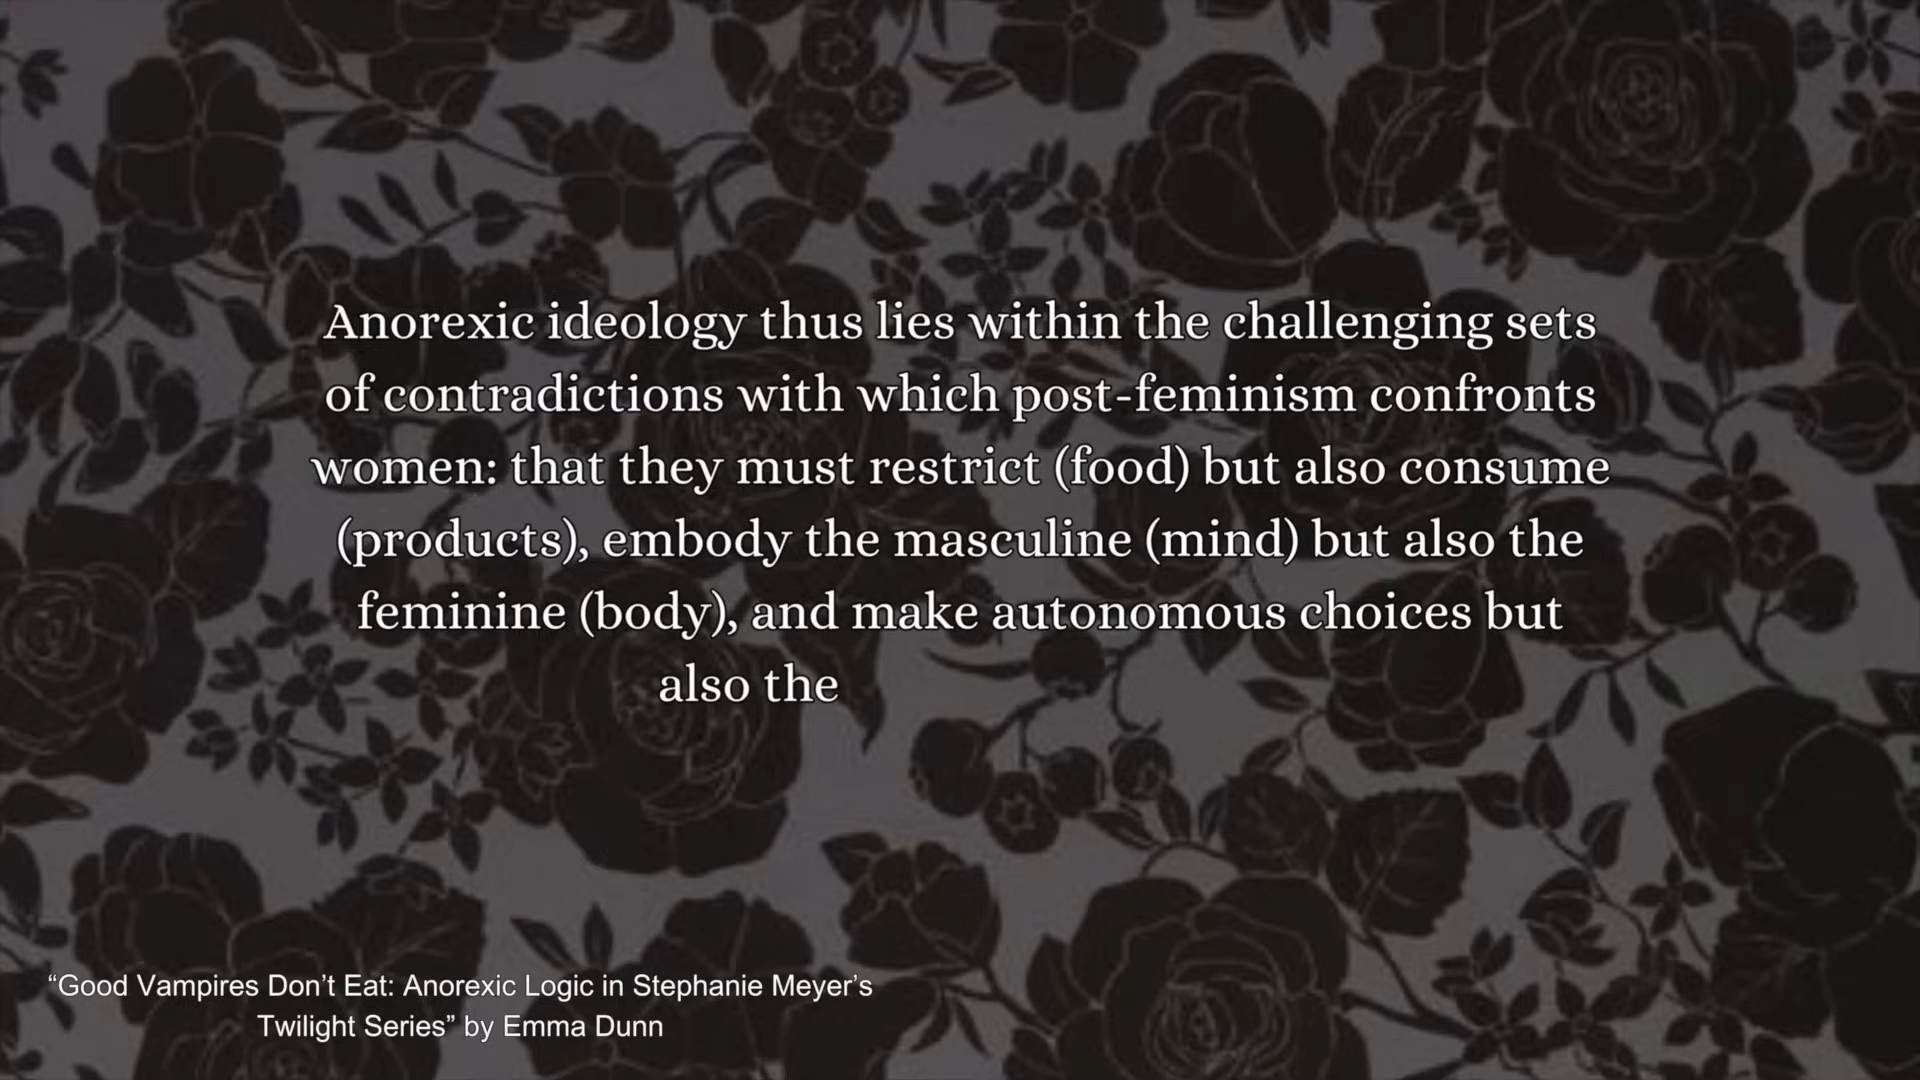 Anorexic ideology thus lies within the challenging sets
of contradictions with which post-feminism confronts
women: that they must restrict (food) but also consume
(products), embody the masculine (mind) but also the
feminine (body), and make autonomous choices but
also the
“Good Vampires Don’t Eat: Anorexic Logic in Stephanie Meyer’s
Twilight Series” by Emma Dunn